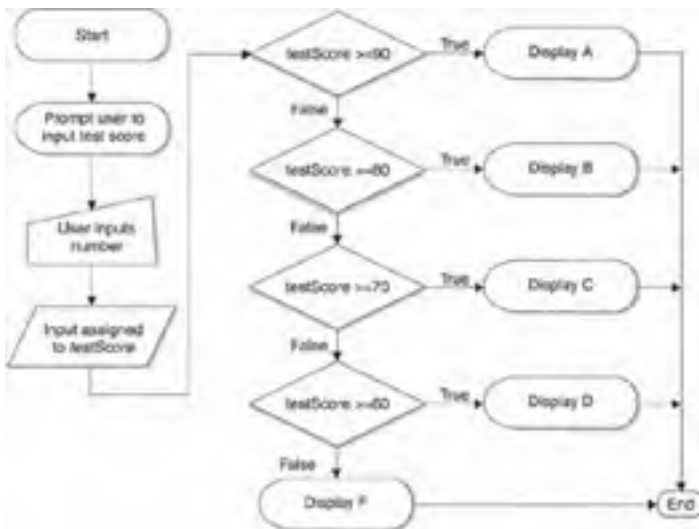 Start
Prompt user to
input test score
User inputs
number
Input assigned
to testScore
testScore >=90
True
Display A
False
testScore >=80
True
Display B
False
testScore >=70
True
Display C
False
testScore >=60
True
Display D
False
Display F
End